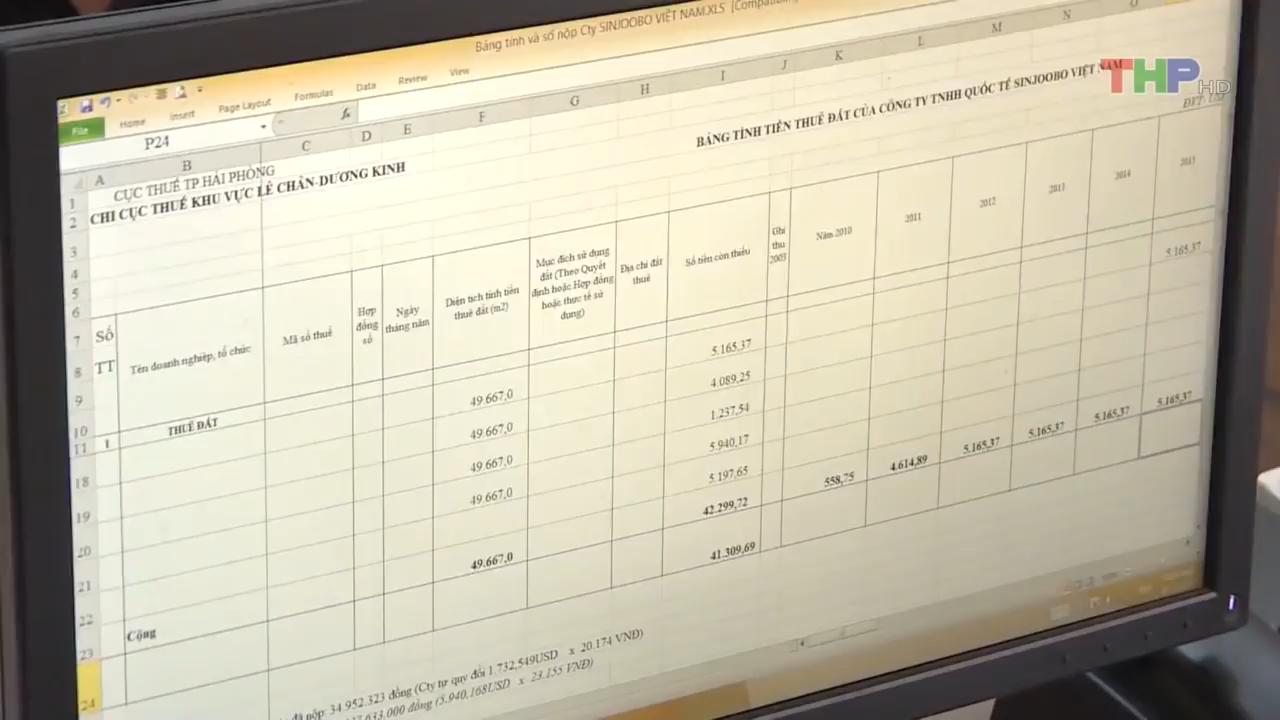 Bảng tính và số nộp Cty SINJOOBO VIỆT NAM.XLS
THP HD
File Home Insert Page Layout Formulas Data Review View
P24
fx
A B C D E F G H I J K L M N O
1 CỤC THUẾ TP HẢI PHÒNG
2 CHI CỤC THUẾ KHU VỰC LÊ CHÂN-DƯƠNG KINH
BẢNG TÍNH TIỀN THUÊ ĐẤT CỦA CÔNG TY TNHH QUỐC TẾ SINJOOBO VIỆT NAM
3
4
5
6
7
8
Số TT
Tên doanh nghiệp, tổ chức
Mã số thuế
Hợp đồng số
Ngày tháng năm
Diện tích tính tiền thuê đất (m2)
Mục đích sử dụng đất (Theo Quyết định hoặc Hợp đồng hoặc thực tế sử dụng)
Địa chỉ đất thuê
Số tiền còn thiếu
Ghi thu 2005
Năm 2010
2011
2012
2013
2014
2015
9
10 THUÊ ĐẤT
11 1
49.667,0 5.165,37 5.165,37
18 49.667,0 4.089,25
19 49.667,0 1.237,54
20 49.667,0 5.940,17
21 5.197,65
22 49.667,0 42.299,72 558,75 4.614,89 5.165,37 5.165,37 5.165,37 5.165,37
23 Cộng 41.309,69
24
đã nộp: 34.952.323 đồng (Cty tự quy đổi 1.732,549USD x 20.174 VNĐ)
633.000 đồng (5.940,168USD x 23.155 VNĐ)